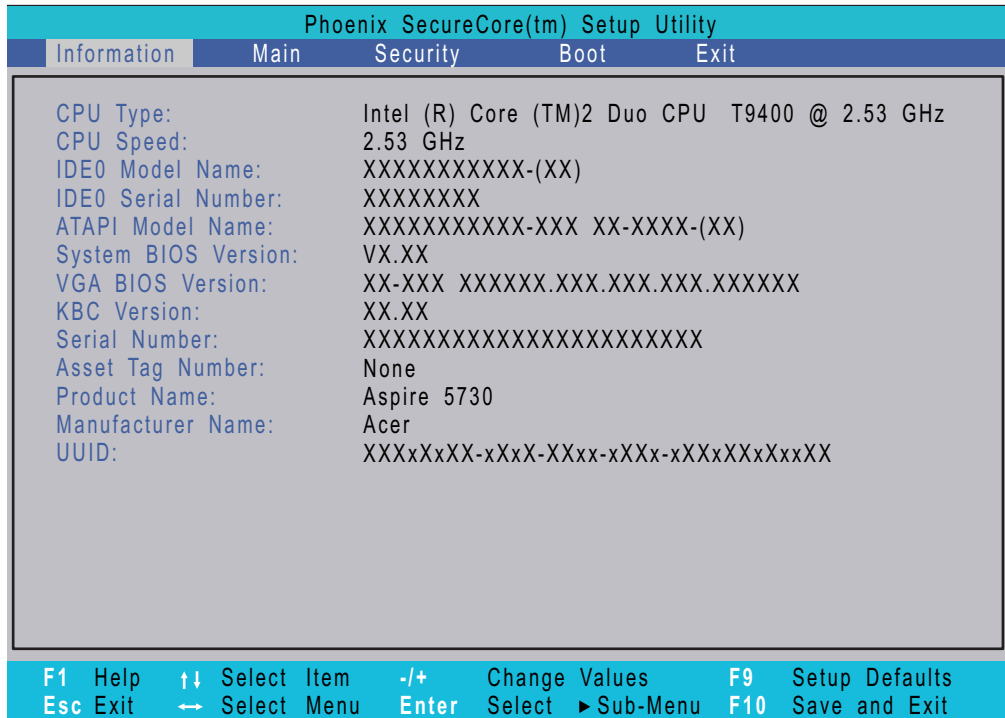 Phoenix SecureCore(tm) Setup Utility
Information Main Security Boot Exit
CPU Type: Intel (R) Core (TM)2 Duo CPU T9400 @ 2.53 GHz
CPU Speed: 2.53 GHz
IDE0 Model Name: XXXXXXXXXXX-(XX)
IDE0 Serial Number: XXXXXXXX
ATAPI Model Name: XXXXXXXXXXX-XXX XX-XXXX-(XX)
System BIOS Version: VX.XX
VGA BIOS Version: XX-XXX XXXXXX.XXX.XXX.XXX.XXXXXX
KBC Version: XX.XX
Serial Number: XXXXXXXXXXXXXXXXXXXXXXX
Asset Tag Number: None
Product Name: Aspire 5730
Manufacturer Name: Acer
UUID: XXXxXxXX-xXxX-XXxx-xXXx-xXXxXXxXxxXX
F1 Help ↑↓ Select Item -/+ Change Values F9 Setup Defaults
Esc Exit ↔ Select Menu Enter Select ▶Sub-Menu F10 Save and Exit